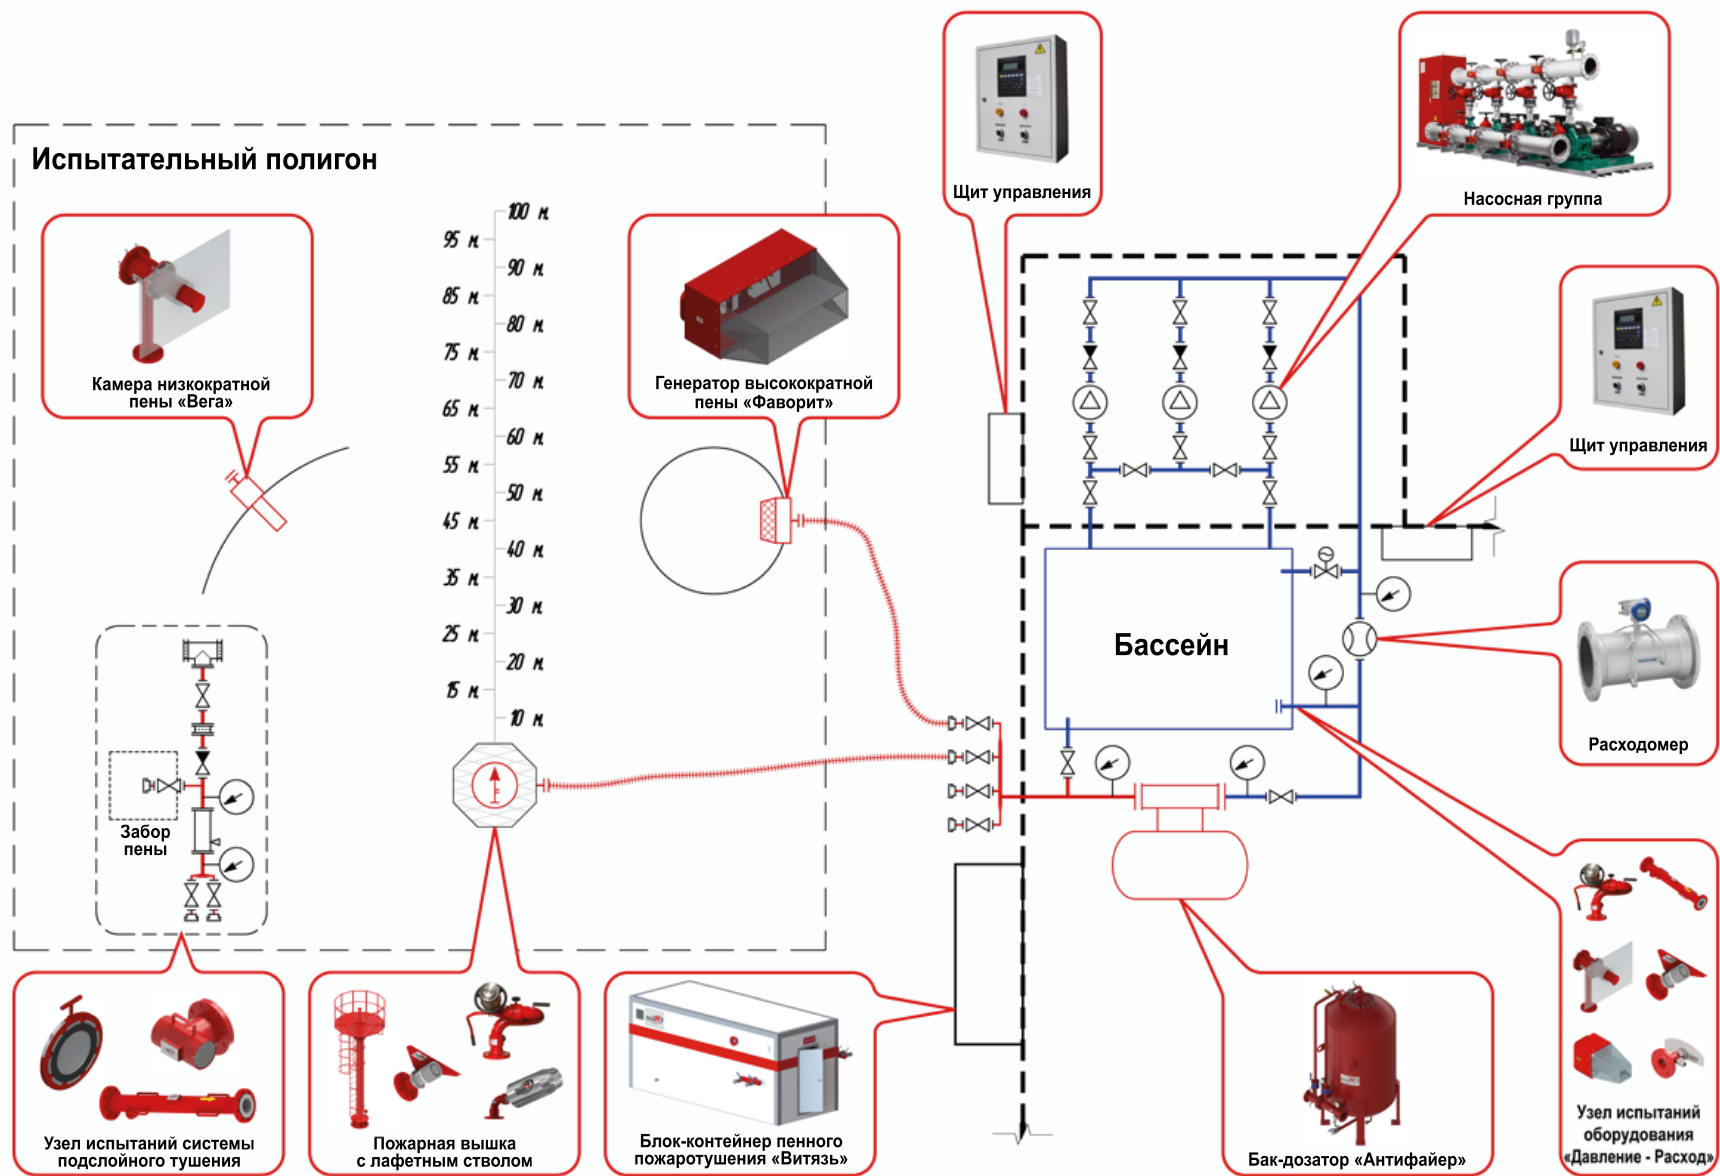 Щит управления
Насосная группа
Испытательный полигон
Камера низкократной
пены «Вега»
100 м.
95 м.
90 м.
85 м.
80 м.
75 м.
70 м.
65 м.
60 м.
55 м.
50 м.
45 м.
40 м.
35 м.
30 м.
25 м.
20 м.
15 м.
10 м.
Генератор высокократной
пены «Фаворит»
Щит управления
Бассейн
Расходомер
Забор
пены
Узел испытаний системы
подслойного тушения
Пожарная вышка
с лафетным стволом
Блок-контейнер пенного
пожаротушения «Витязь»
Бак-дозатор «Антифайер»
Узел испытаний
оборудования
«Давление - Расход»